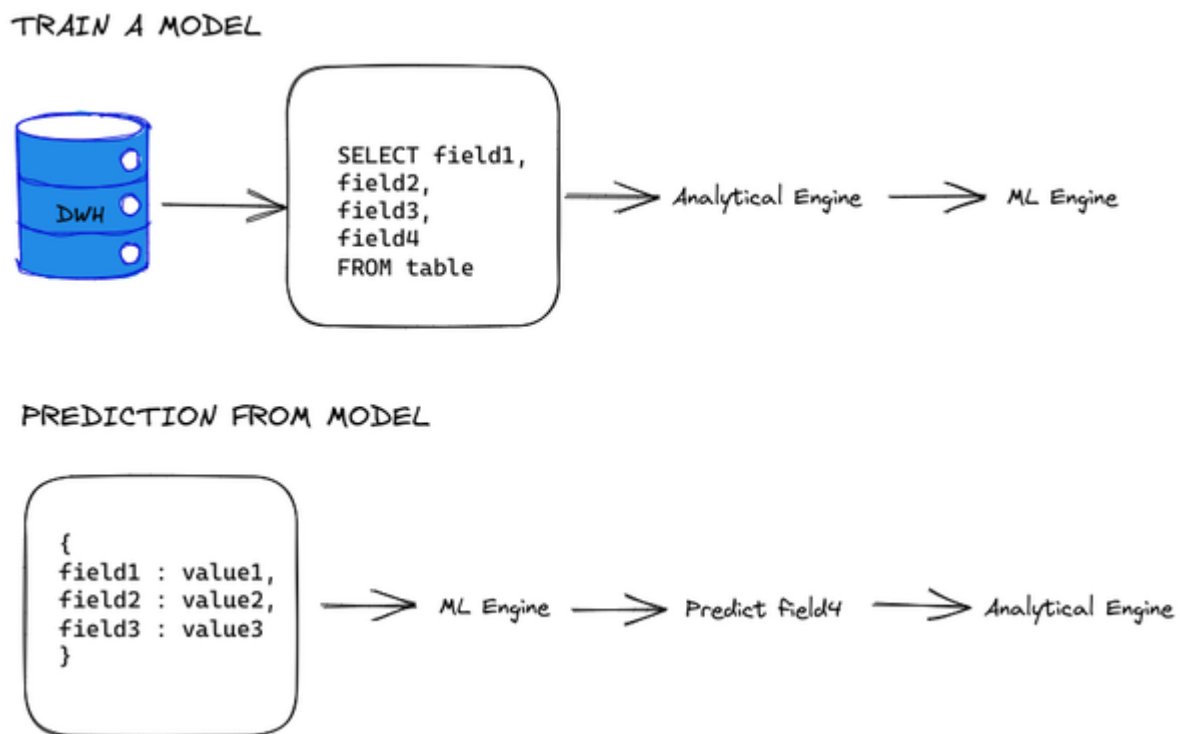 TRAIN A MODEL
DWH
SELECT field1,
field2,
field3,
field4
FROM table
Analytical Engine
ML Engine
PREDICTION FROM MODEL
{
field1 : value1,
field2 : value2,
field3 : value3
}
ML Engine
Predict field4
Analytical Engine